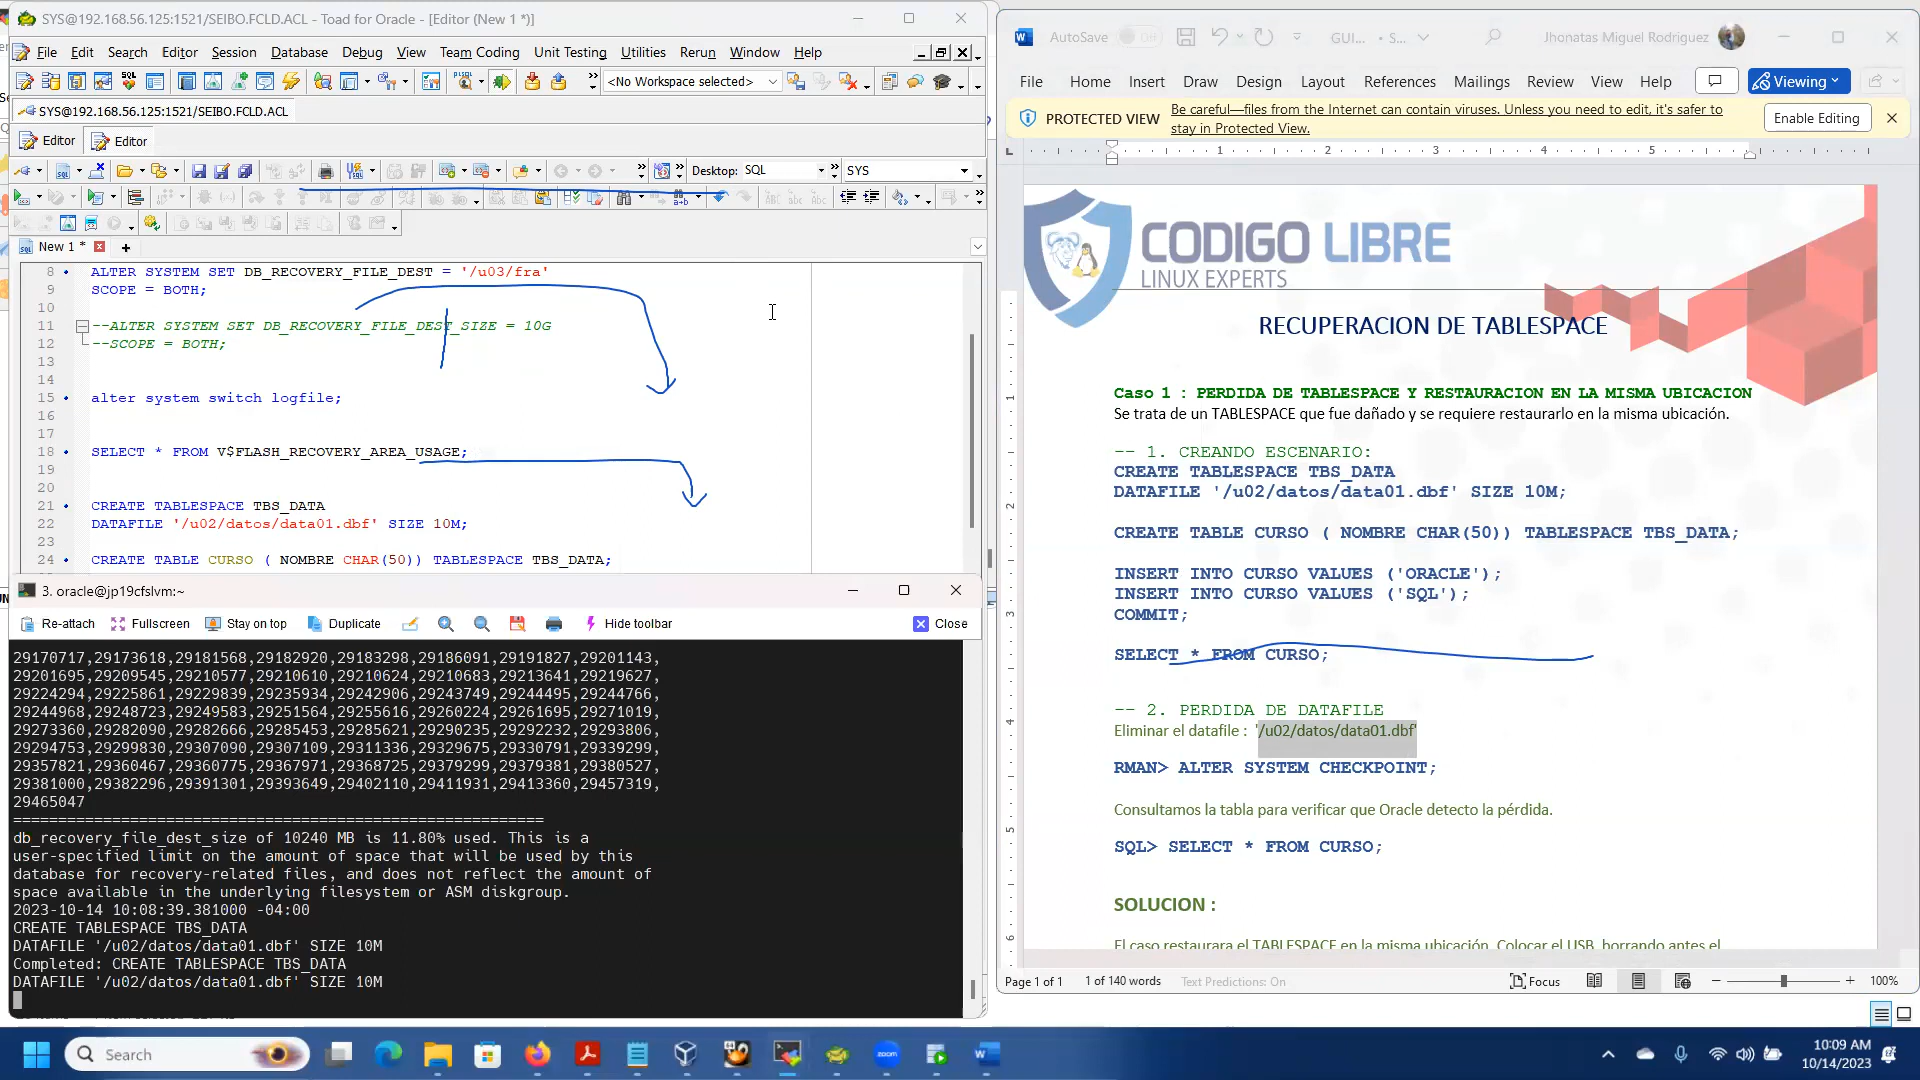 SYS@192.168.56.125:1521/SEIBO.FCLD.ACL - Toad for Oracle - [Editor (New 1 *)]
File Edit Search Editor Session Database Debug View Team Coding Unit Testing Utilities Rerun Window Help
<No Workspace selected>
SYS@192.168.56.125:1521/SEIBO.FCLD.ACL
Editor Editor
Desktop: SQL SYS
New 1 *
8 ALTER SYSTEM SET DB_RECOVERY_FILE_DEST = '/u03/fra'
9 SCOPE = BOTH;
10
11 --ALTER SYSTEM SET DB_RECOVERY_FILE_DEST_SIZE = 10G
12 --SCOPE = BOTH;
13
14
15 alter system switch logfile;
16
17
18 SELECT * FROM V$FLASH_RECOVERY_AREA_USAGE;
19
20
21 CREATE TABLESPACE TBS_DATA
22 DATAFILE '/u02/datos/data01.dbf' SIZE 10M;
23
24 CREATE TABLE CURSO ( NOMBRE CHAR(50)) TABLESPACE TBS_DATA;
3. oracle@jp19cfslvm:~
Re-attach Fullscreen Stay on top Duplicate Hide toolbar Close
29170717,29173618,29181568,29182920,29183298,29186091,29191827,29201143,
29201695,29209545,29210577,29210610,29210624,29210683,29213641,29219627,
29224294,29225861,29229839,29235934,29242906,29243749,29244495,29244766,
29244968,29248723,29249583,29251564,29255616,29260224,29261695,29271019,
29273360,29282090,29282666,29285453,29285621,29290235,29292232,29293806,
29294753,29299830,29307090,29307109,29311336,29329675,29330791,29339299,
29357821,29360467,29360775,29367971,29368725,29379299,29379381,29380527,
29381000,29382296,29391301,29393649,29402110,29411931,29413360,29457319,
29465047
===========================================================
db_recovery_file_dest_size of 10240 MB is 11.80% used. This is a
user-specified limit on the amount of space that will be used by this
database for recovery-related files, and does not reflect the amount of
space available in the underlying filesystem or ASM diskgroup.
2023-10-14 10:08:39.381000 -04:00
CREATE TABLESPACE TBS_DATA
DATAFILE '/u02/datos/data01.dbf' SIZE 10M
Completed: CREATE TABLESPACE TBS_DATA
DATAFILE '/u02/datos/data01.dbf' SIZE 10M
AutoSave Off GUI... • S... Jhonatas Miguel Rodriguez
File Home Insert Draw Design Layout References Mailings Review View Help Viewing
PROTECTED VIEW Be careful—files from the Internet can contain viruses. Unless you need to edit, it's safer to
stay in Protected View. Enable Editing
1 2 3 4 5
CODIGO LIBRE
LINUX EXPERTS
RECUPERACION DE TABLESPACE
Caso 1 : PERDIDA DE TABLESPACE Y RESTAURACION EN LA MISMA UBICACION
Se trata de un TABLESPACE que fue dañado y se requiere restaurarlo en la misma ubicación.
-- 1. CREANDO ESCENARIO:
CREATE TABLESPACE TBS_DATA
DATAFILE '/u02/datos/data01.dbf' SIZE 10M;
CREATE TABLE CURSO ( NOMBRE CHAR(50)) TABLESPACE TBS_DATA;
INSERT INTO CURSO VALUES ('ORACLE');
INSERT INTO CURSO VALUES ('SQL');
COMMIT;
SELECT * FROM CURSO;
-- 2. PERDIDA DE DATAFILE
Eliminar el datafile : '/u02/datos/data01.dbf'
RMAN> ALTER SYSTEM CHECKPOINT;
Consultamos la tabla para verificar que Oracle detecto la pérdida.
SQL> SELECT * FROM CURSO;
SOLUCION :
El caso restaurara el TABLESPACE en la misma ubicación. Colocar el USB, borrando antes el
Page 1 of 1 1 of 140 words Text Predictions: On Focus 100%
Search
10:09 AM
10/14/2023